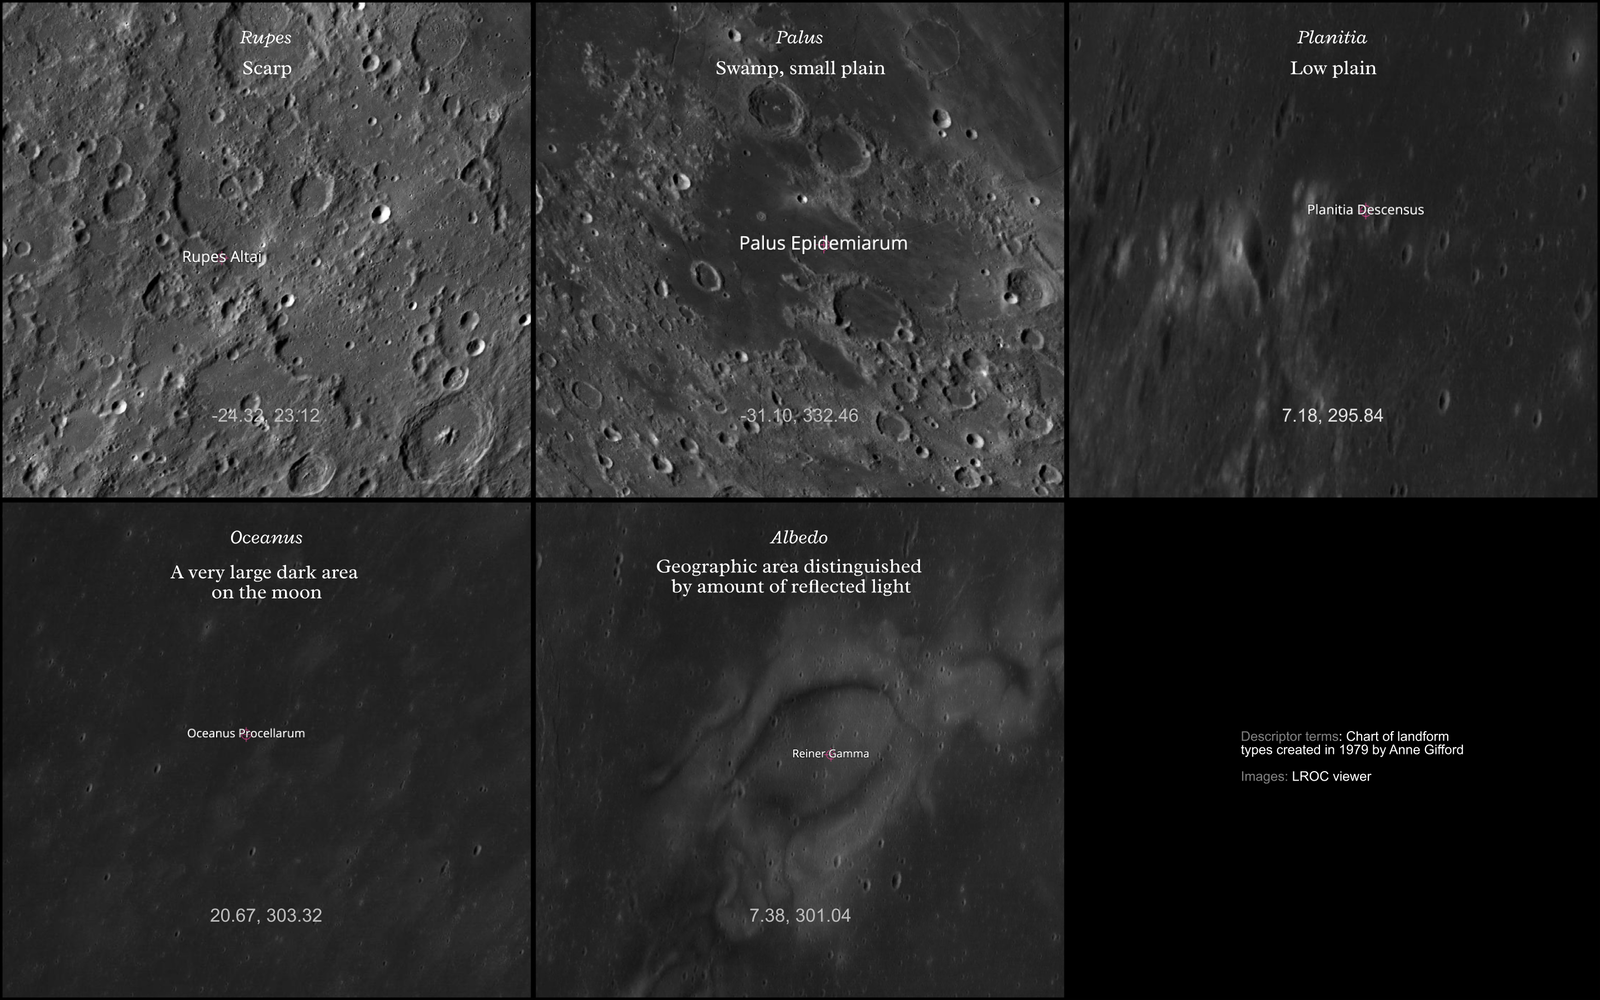 Rupes
Scarp
Rupes Altai
-24.32, 23.12
Palus
Swamp, small plain
Palus Epidemiarum
-31.10, 332.46
Planitia
Low plain
Planitia Descensus
7.18, 295.84
Oceanus
A very large dark area
on the moon
Oceanus Procellarum
20.67, 303.32
Albedo
Geographic area distinguished
by amount of reflected light
Reiner Gamma
7.38, 301.04
Descriptor terms: Chart of landform
types created in 1979 by Anne Gifford
Images: LROC viewer